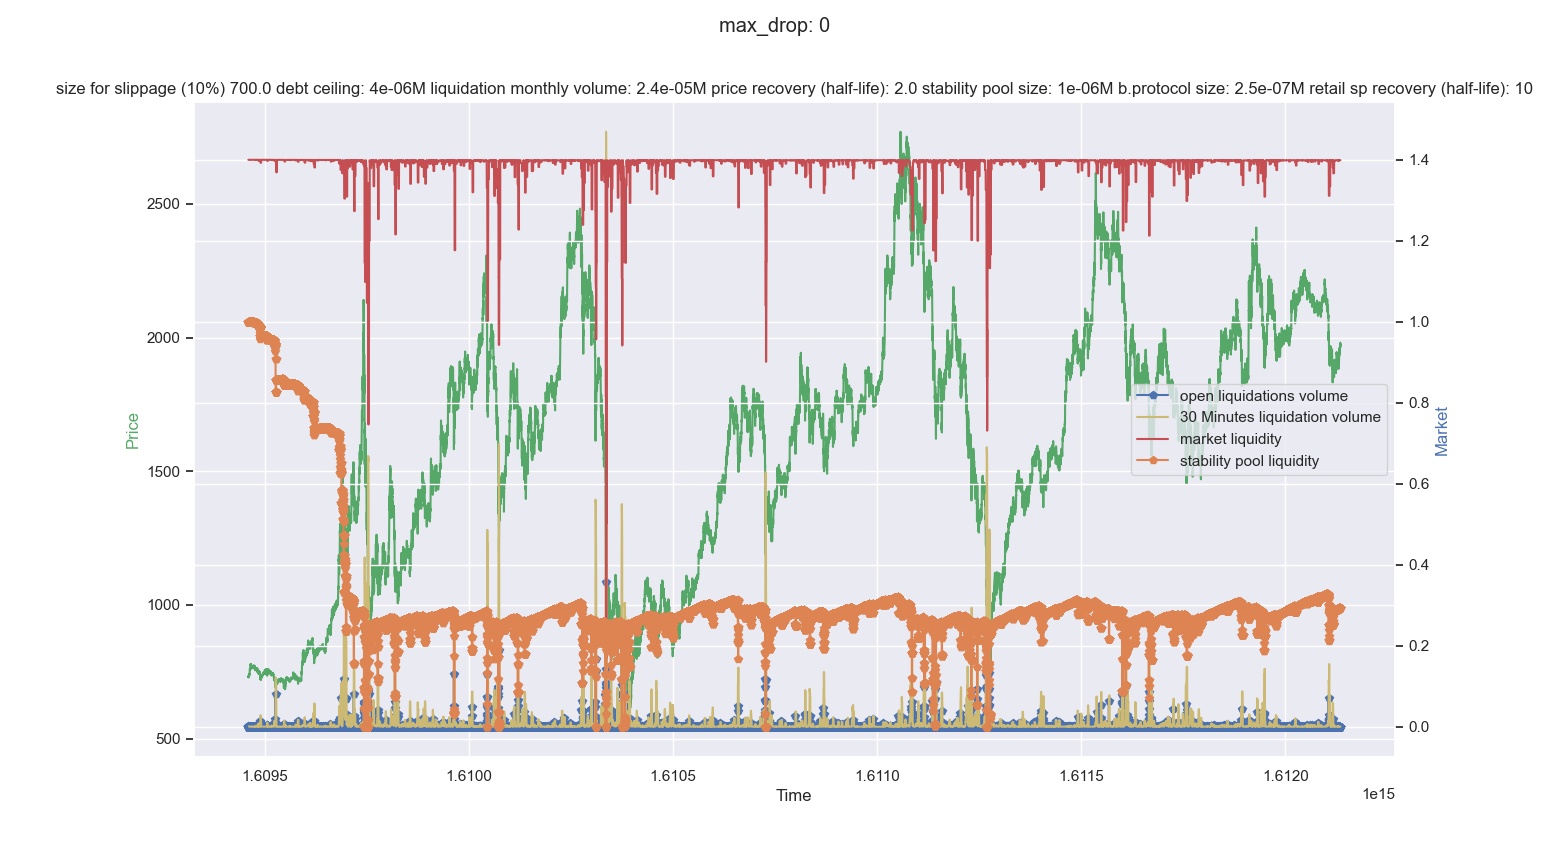 max_drop: 0
size for slippage (10%) 700.0 debt ceiling: 4e-06M liquidation monthly volume: 2.4e-05M price recovery (half-life): 2.0 stability pool size: 1e-06M b.protocol size: 2.5e-07M retail sp recovery (half-life): 10
2500
2000
1500
1000
500
Price
1.4
1.2
1.0
0.8
0.6
0.4
0.2
0.0
Market
open liquidations volume
30 Minutes liquidation volume
market liquidity
stability pool liquidity
1.6095 1.6100 1.6105 1.6110 1.6115 1.6120
Time
1e15